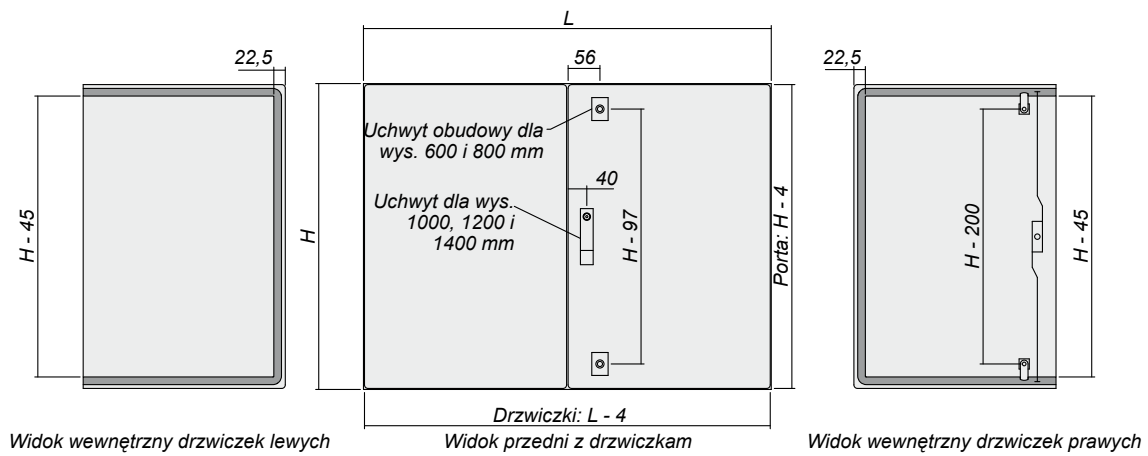 L
22,5
56
22,5
Uchwyt obudowy dla
wys. 600 i 800 mm
40
Uchwyt dla wys.
1000, 1200 i
1400 mm
H - 45
H
H - 97
Porta: H - 4
H - 200
H - 45
Drzwiczki: L - 4
Widok wewnętrzny drzwiczek lewych
Widok przedni z drzwiczkam
Widok wewnętrzny drzwiczek prawych